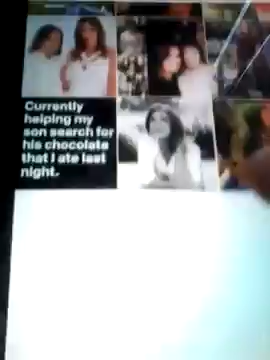 Currently
helping my
son search for
his chocolate
that I ate last
night.